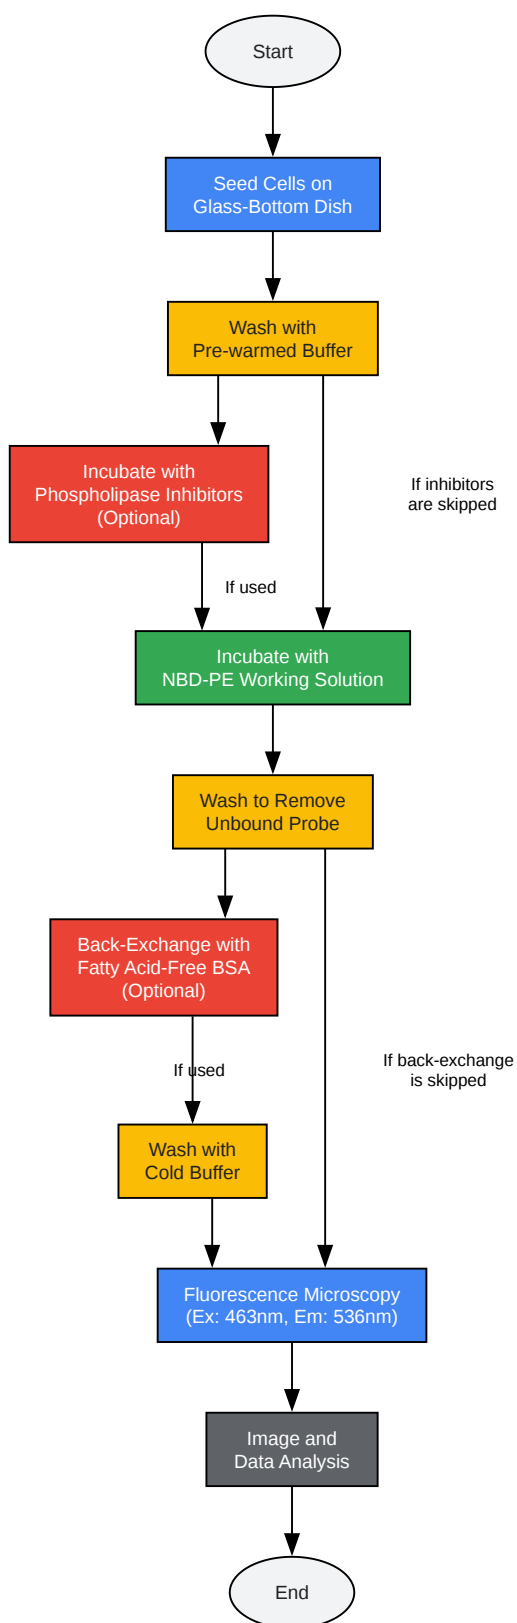 Start
Seed Cells on
Glass-Bottom Dish
Wash with
Pre-warmed Buffer
Incubate with
Phospholipase Inhibitors
(Optional)
If inhibitors
are skipped
If used
Incubate with
NBD-PE Working Solution
Wash to Remove
Unbound Probe
Back-Exchange with
Fatty Acid-Free BSA
(Optional)
If used
If back-exchange
is skipped
Wash with
Cold Buffer
Fluorescence Microscopy
(Ex: 463nm, Em: 536nm)
Image and
Data Analysis
End